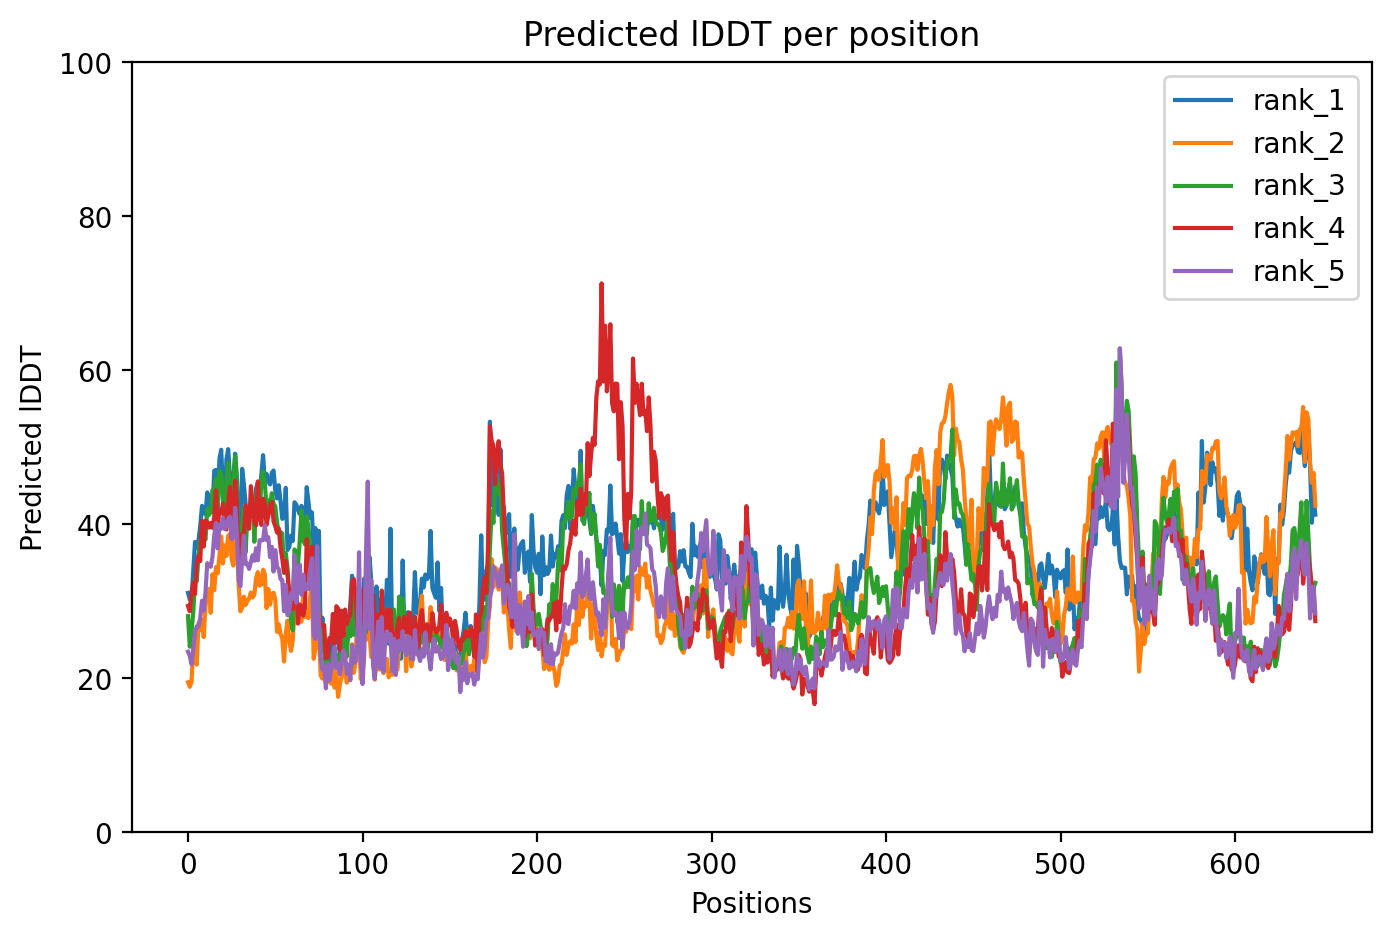 Predicted lDDT per position
100
80
60
40
20
0
Predicted lDDT
0 100 200 300 400 500 600
Positions
rank_1
rank_2
rank_3
rank_4
rank_5